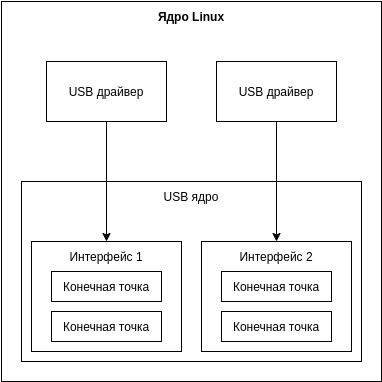 Ядро Linux
USB драйвер
USB драйвер
USB ядро
Интерфейс 1
Конечная точка
Конечная точка
Интерфейс 2
Конечная точка
Конечная точка